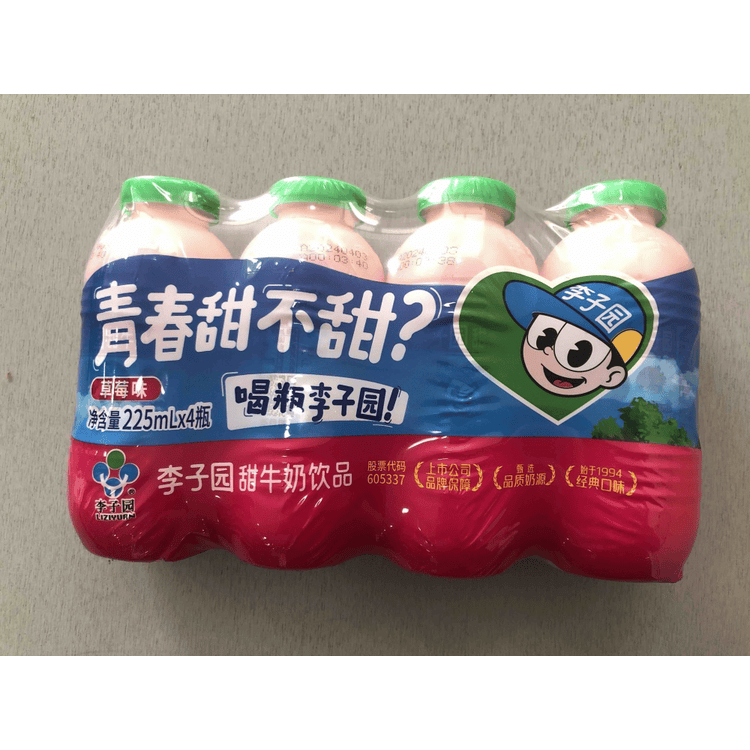 20240403
青春甜不甜?
李子园
草莓味
净含量225mLx4瓶
喝瓶李子园!
李子园
LIZIYUEN
李子园甜牛奶饮品
股票代码
605337
上市公司
品牌保障
甄选
品质奶源
始于1994
经典口味